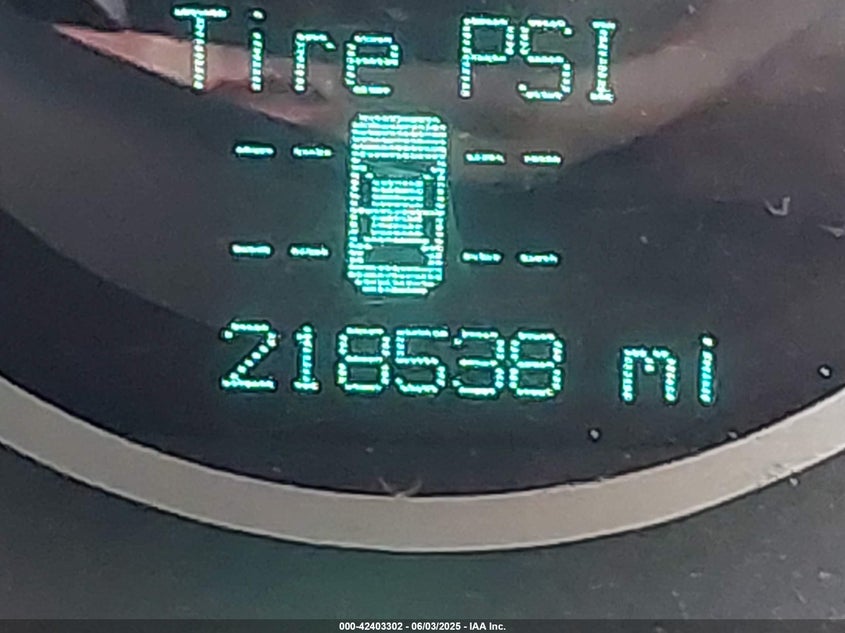 Tire PSI
-- --
-- --
218538 mi
000-42403302 - 06/03/2025 - IAA Inc.